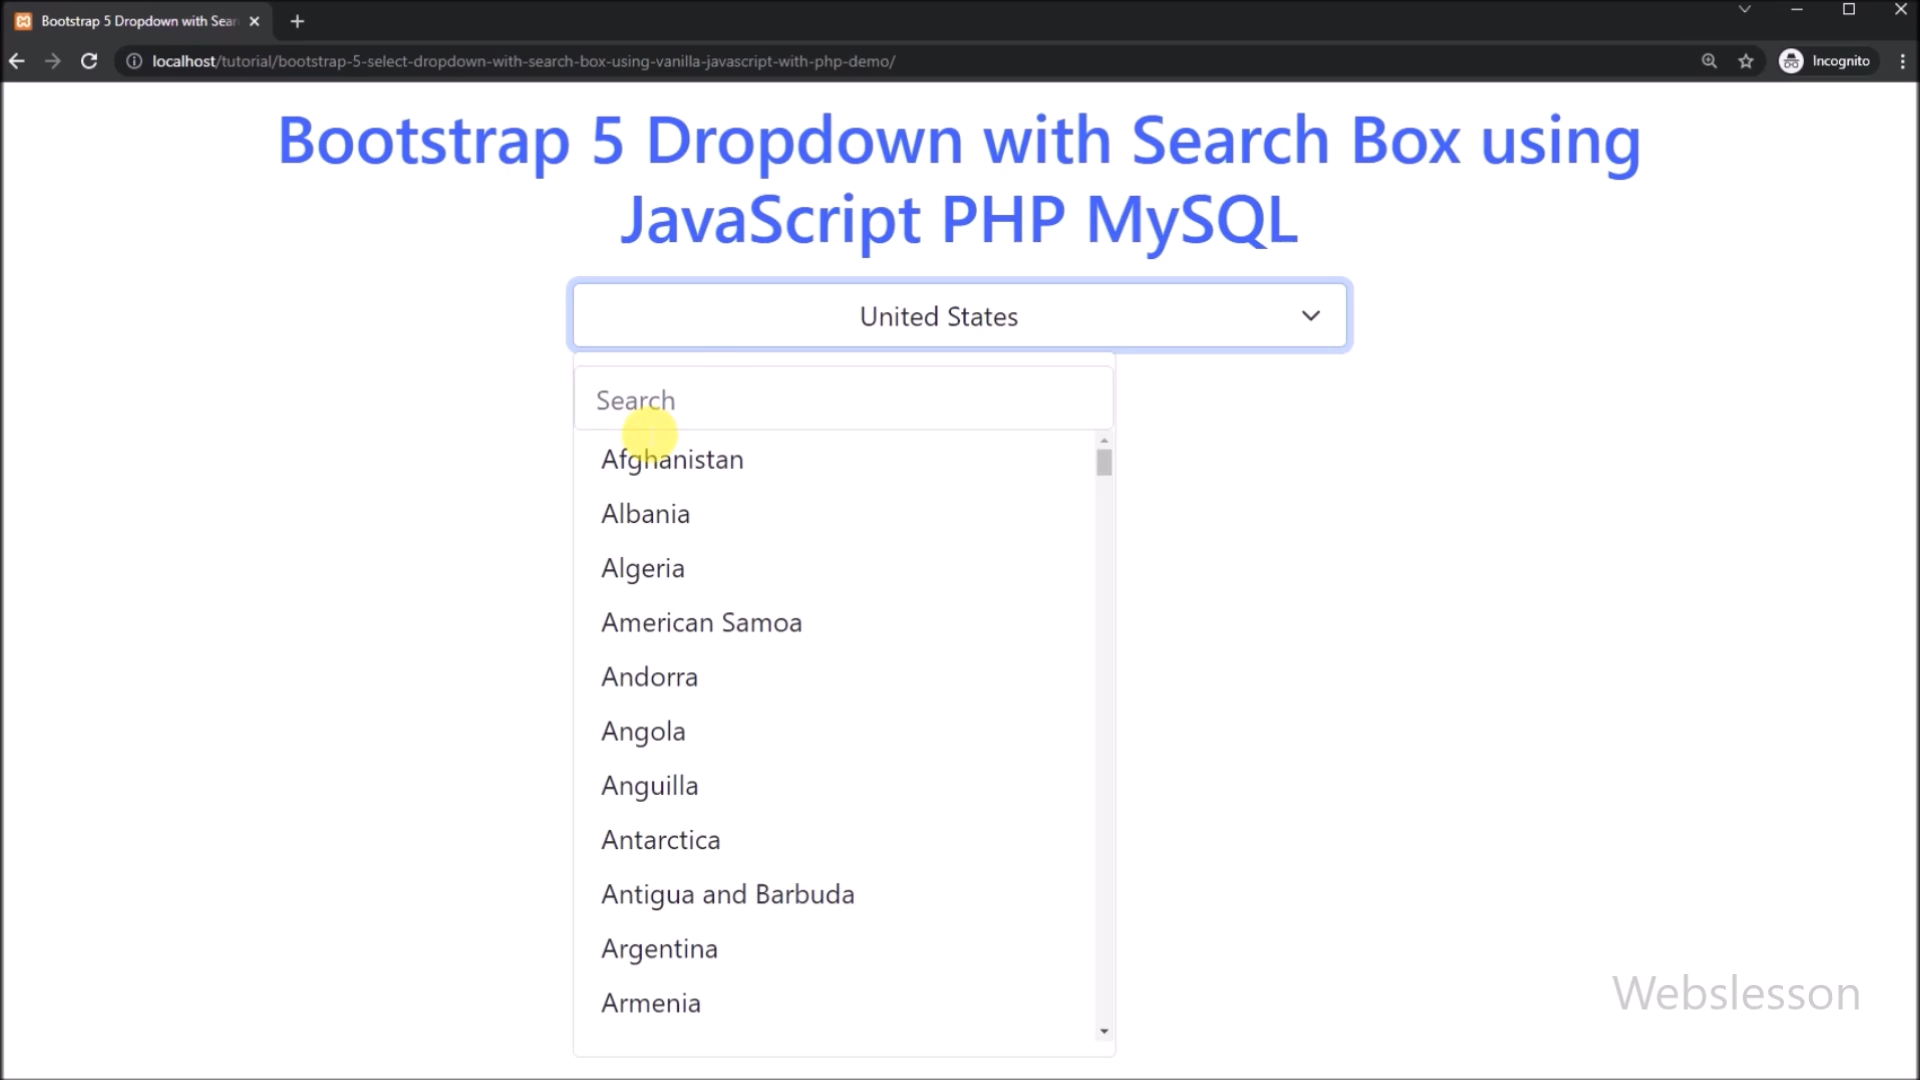 Bootstrap 5 Dropdown with Sear
localhost/tutorial/bootstrap-5-select-dropdown-with-search-box-using-vanilla-javascript-with-php-demo/
Incognito
Bootstrap 5 Dropdown with Search Box using
JavaScript PHP MySQL
United States
Search
Afghanistan
Albania
Algeria
American Samoa
Andorra
Angola
Anguilla
Antarctica
Antigua and Barbuda
Argentina
Armenia
Webslesson